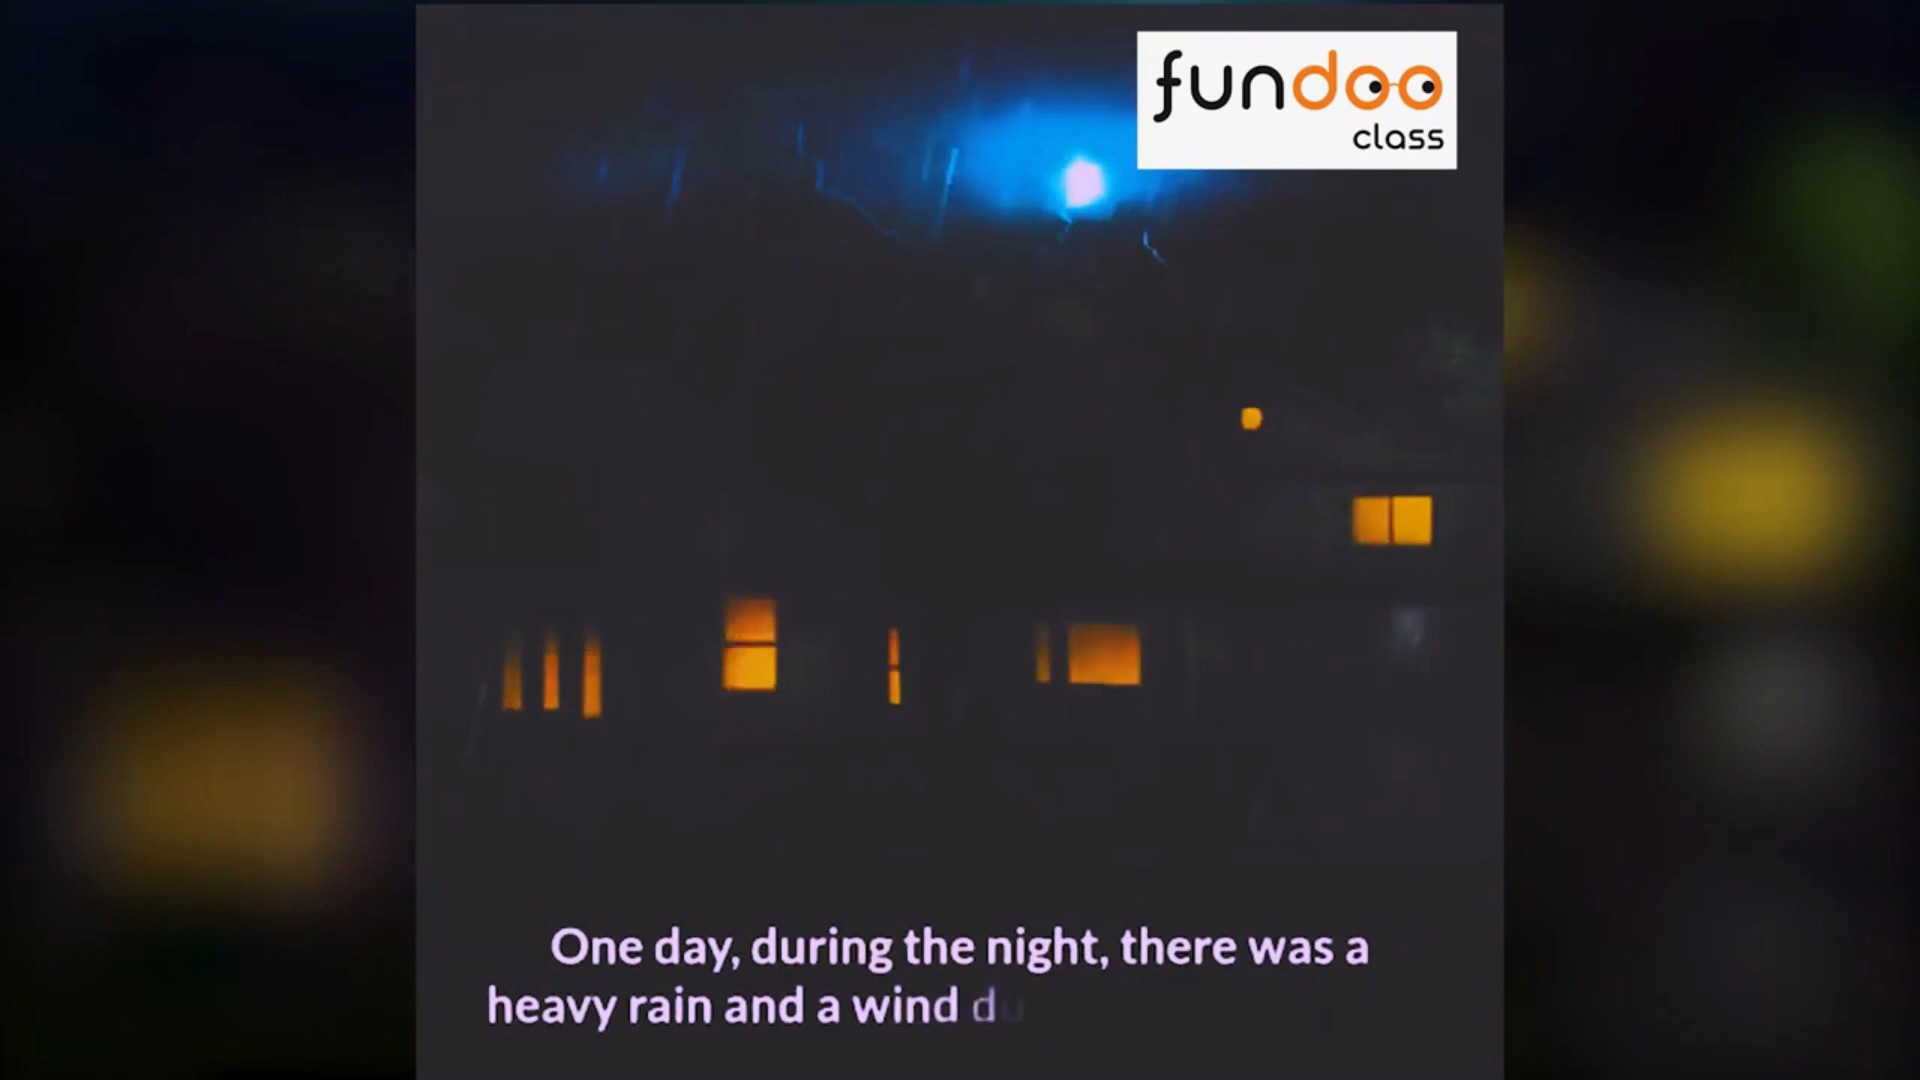 fundoo
class
One day, during the night, there was a
heavy rain and a wind